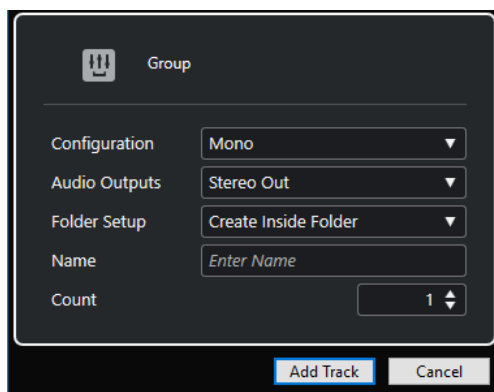 Group
Configuration Mono
Audio Outputs Stereo Out
Folder Setup Create Inside Folder
Name Enter Name
Count 1
Add Track Cancel